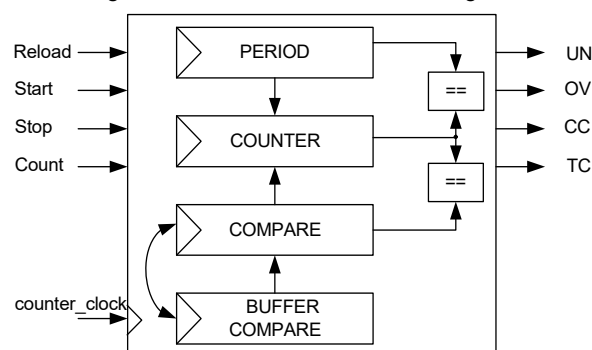 Reload
Start
Stop
Count
counter_clock
PERIOD
COUNTER
COMPARE
BUFFER
COMPARE
==
==
UN
OV
CC
TC